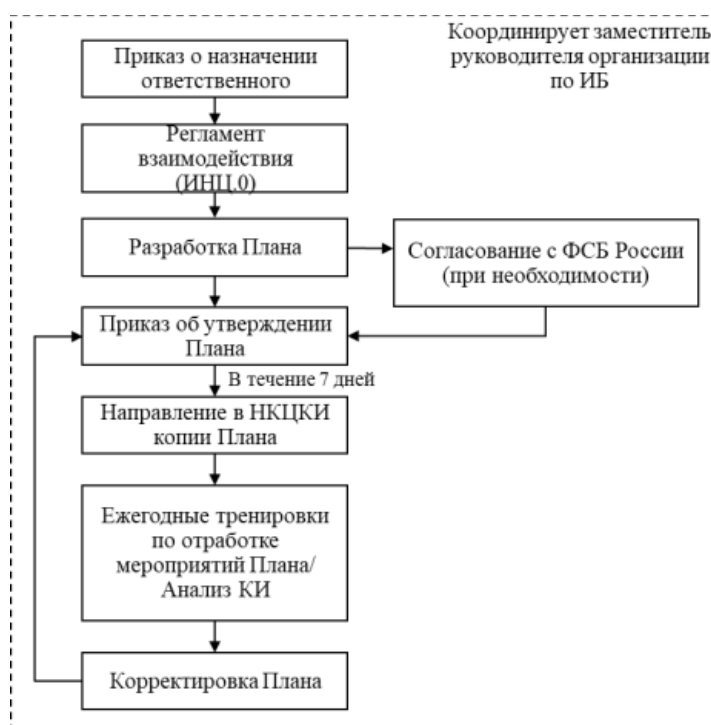 Координирует заместитель
руководителя организации
по ИБ
Приказ о назначении
ответственного
Регламент
взаимодействия
(ИНЦ.0)
Разработка Плана
Согласование с ФСБ России
(при необходимости)
Приказ об утверждении
Плана
В течение 7 дней
Направление в НКЦКИ
копии Плана
Ежегодные тренировки
по отработке
мероприятий Плана/
Анализ КИ
Корректировка Плана